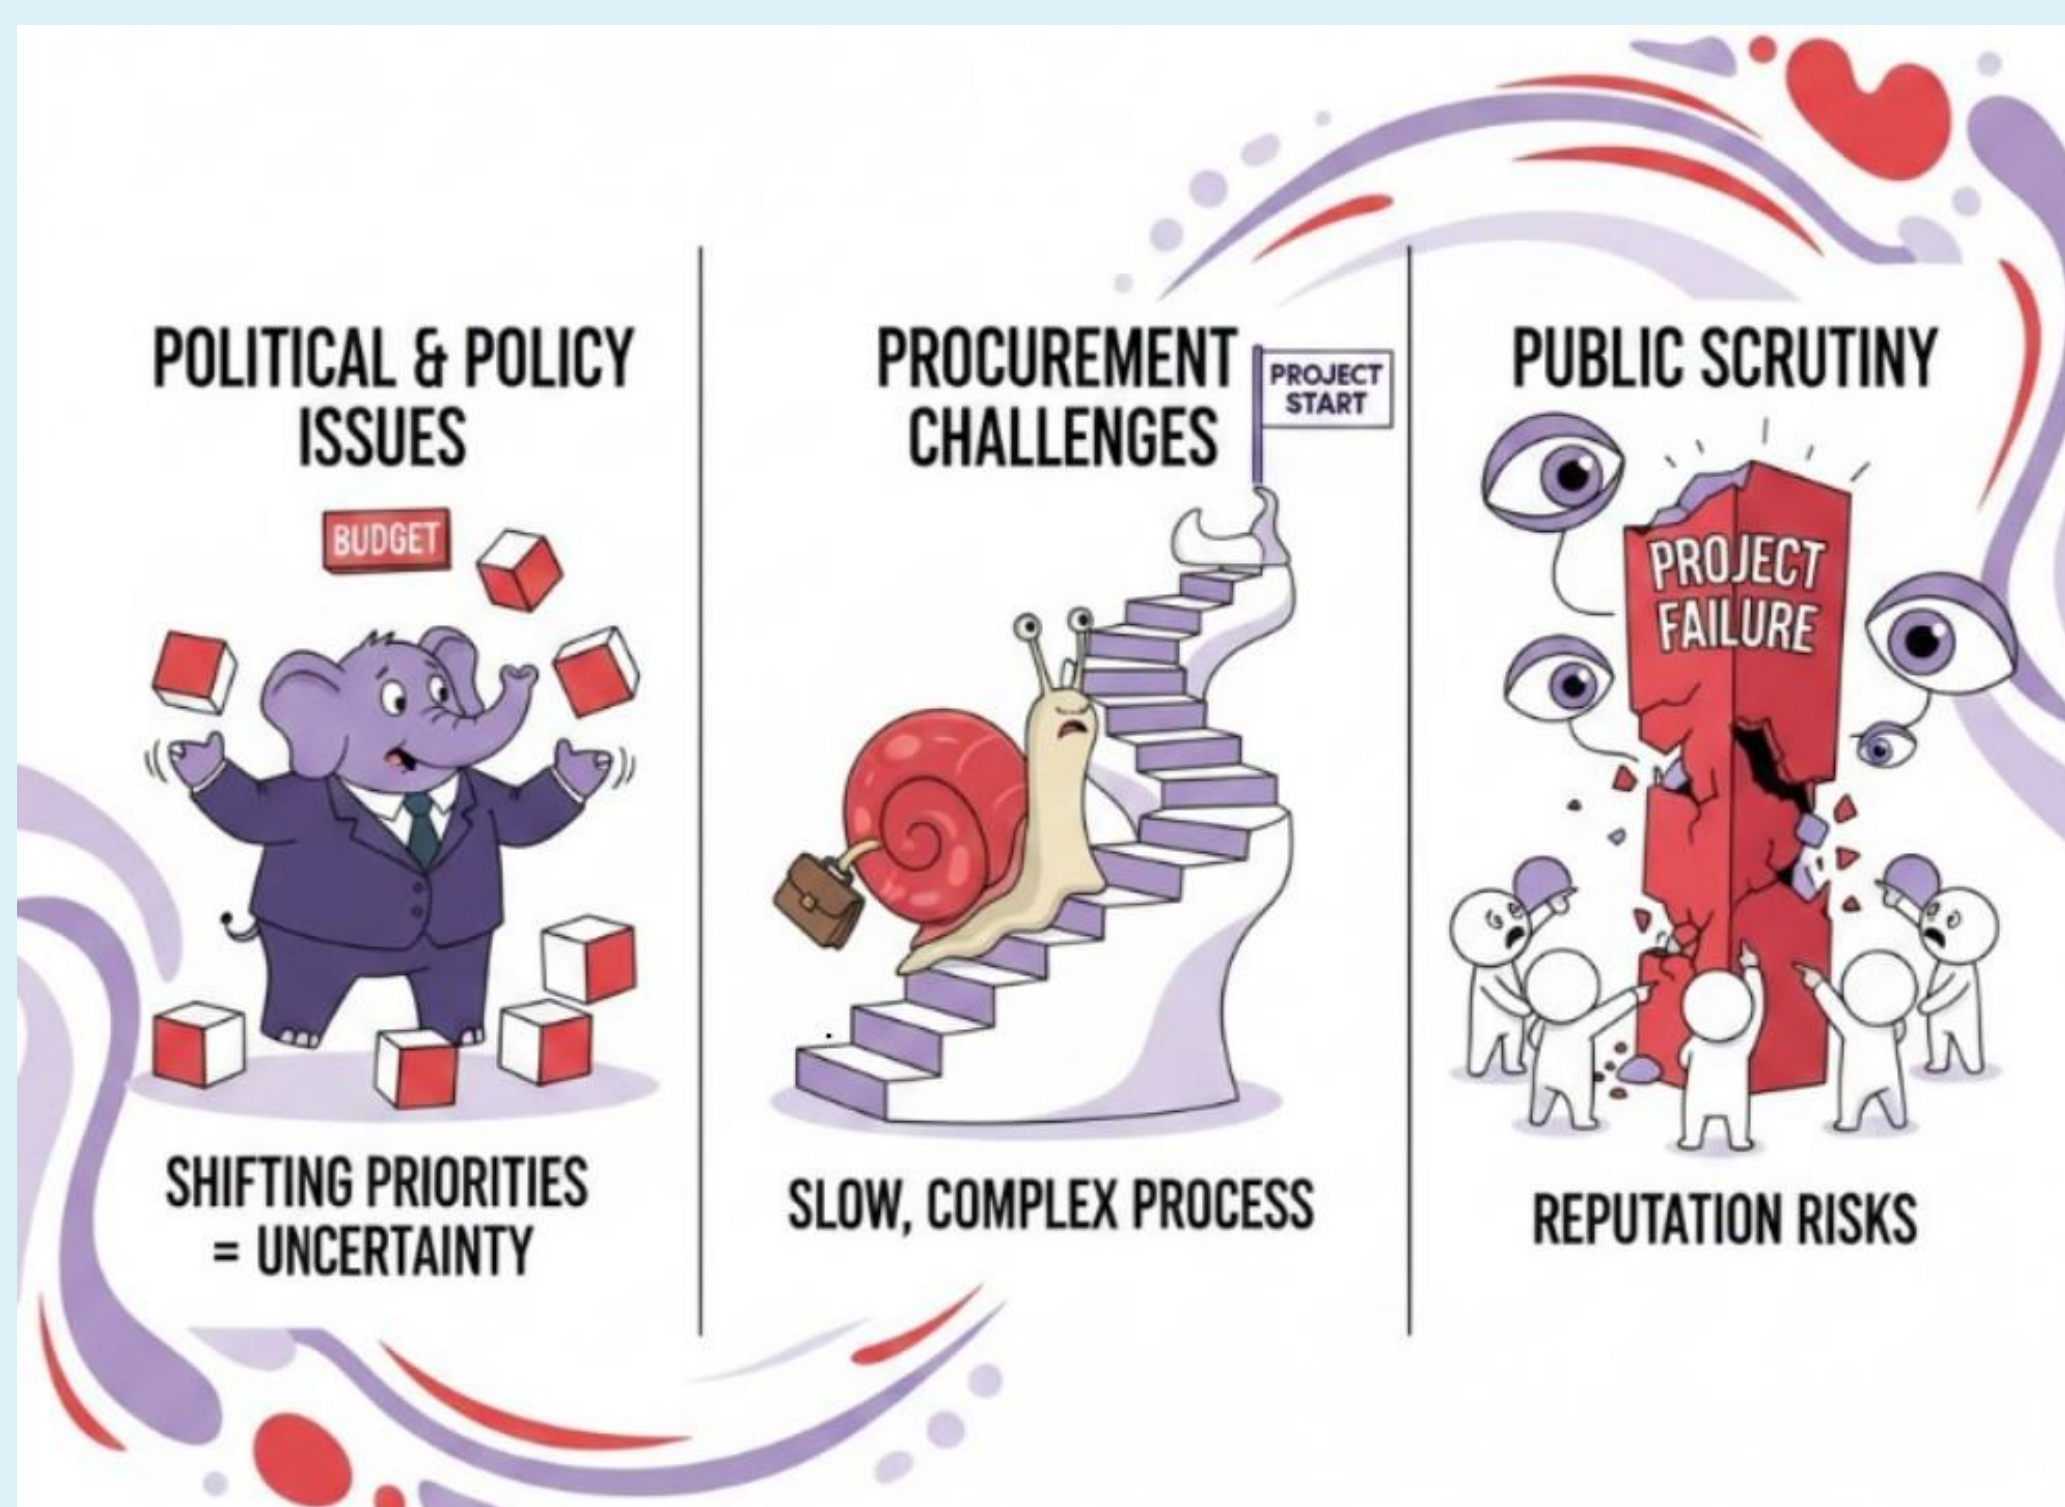 POLITICAL & POLICY
ISSUES
BUDGET
SHIFTING PRIORITIES
= UNCERTAINTY
PROCUREMENT
CHALLENGES
PROJECT
START
SLOW, COMPLEX PROCESS
PUBLIC SCRUTINY
PROJECT
FAILURE
REPUTATION RISKS